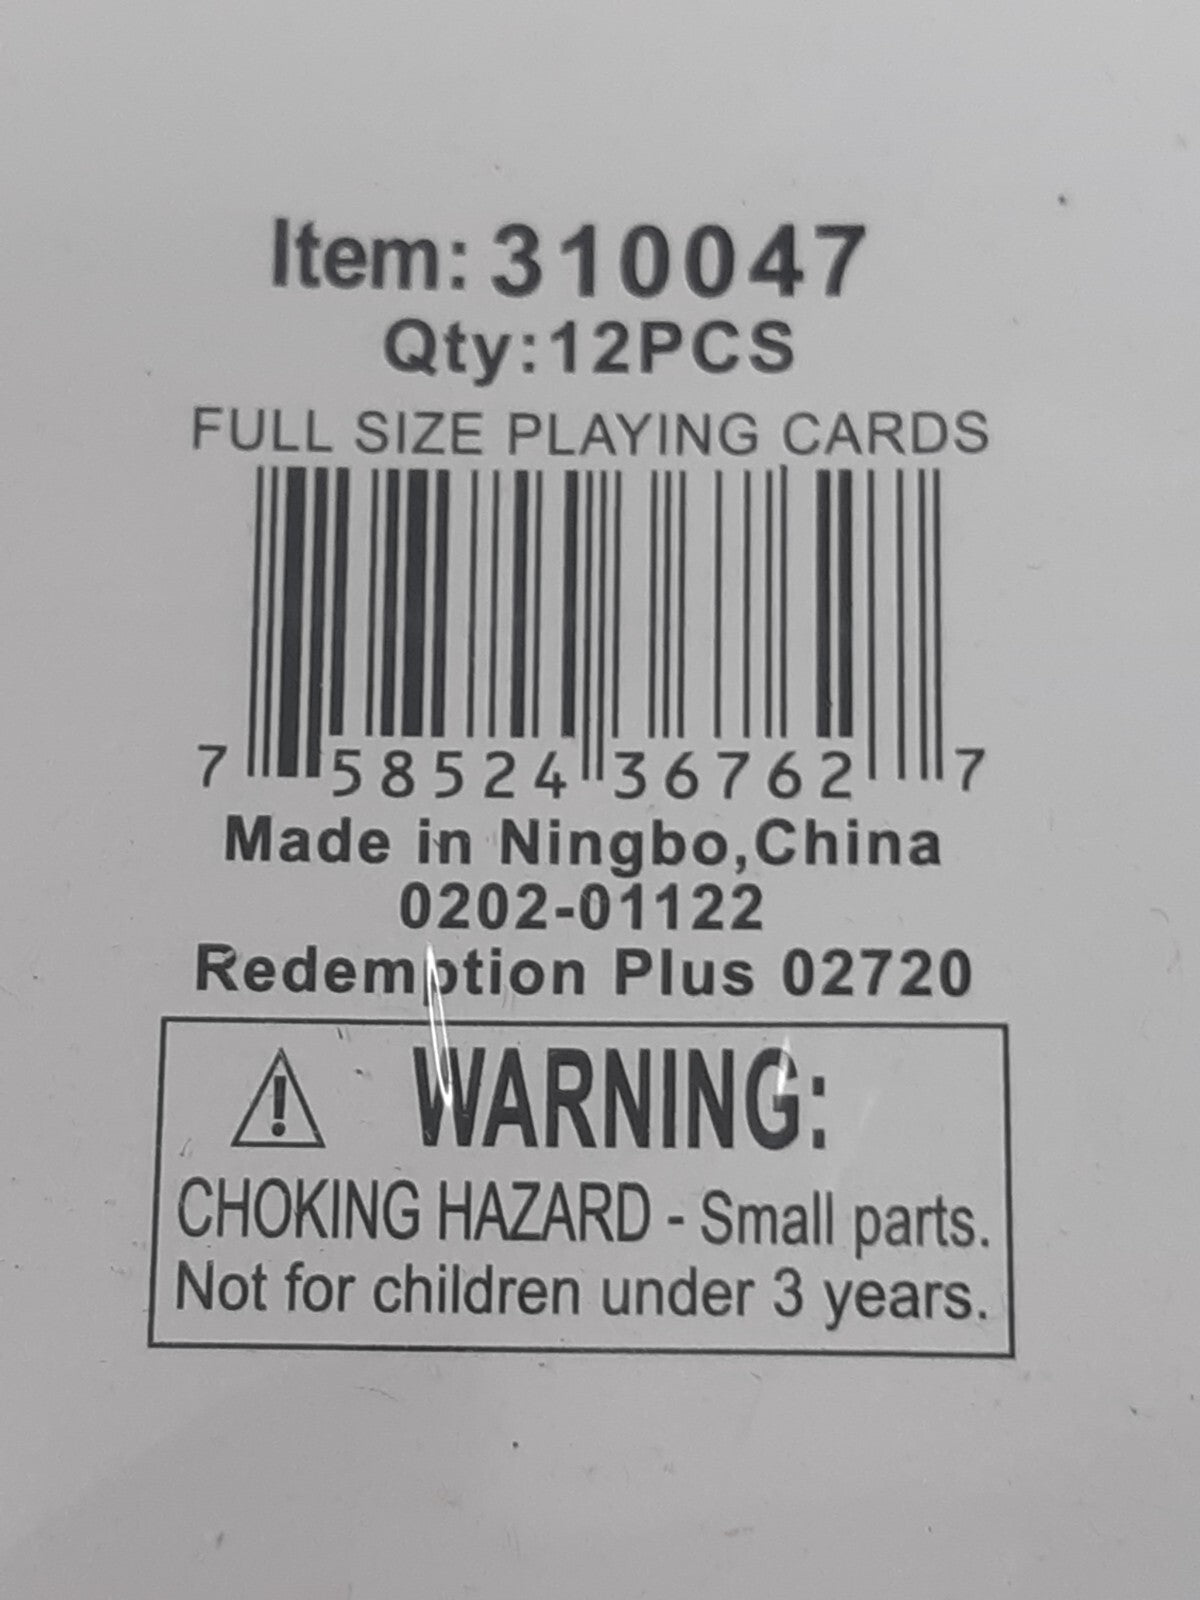 Item: 310047
Qty:12PCS
FULL SIZE PLAYING CARDS
7 58524 36762 7
Made in Ningbo,China
0202-01122
Redemption Plus 02720
WARNING:
CHOKING HAZARD - Small parts.
Not for children under 3 years.